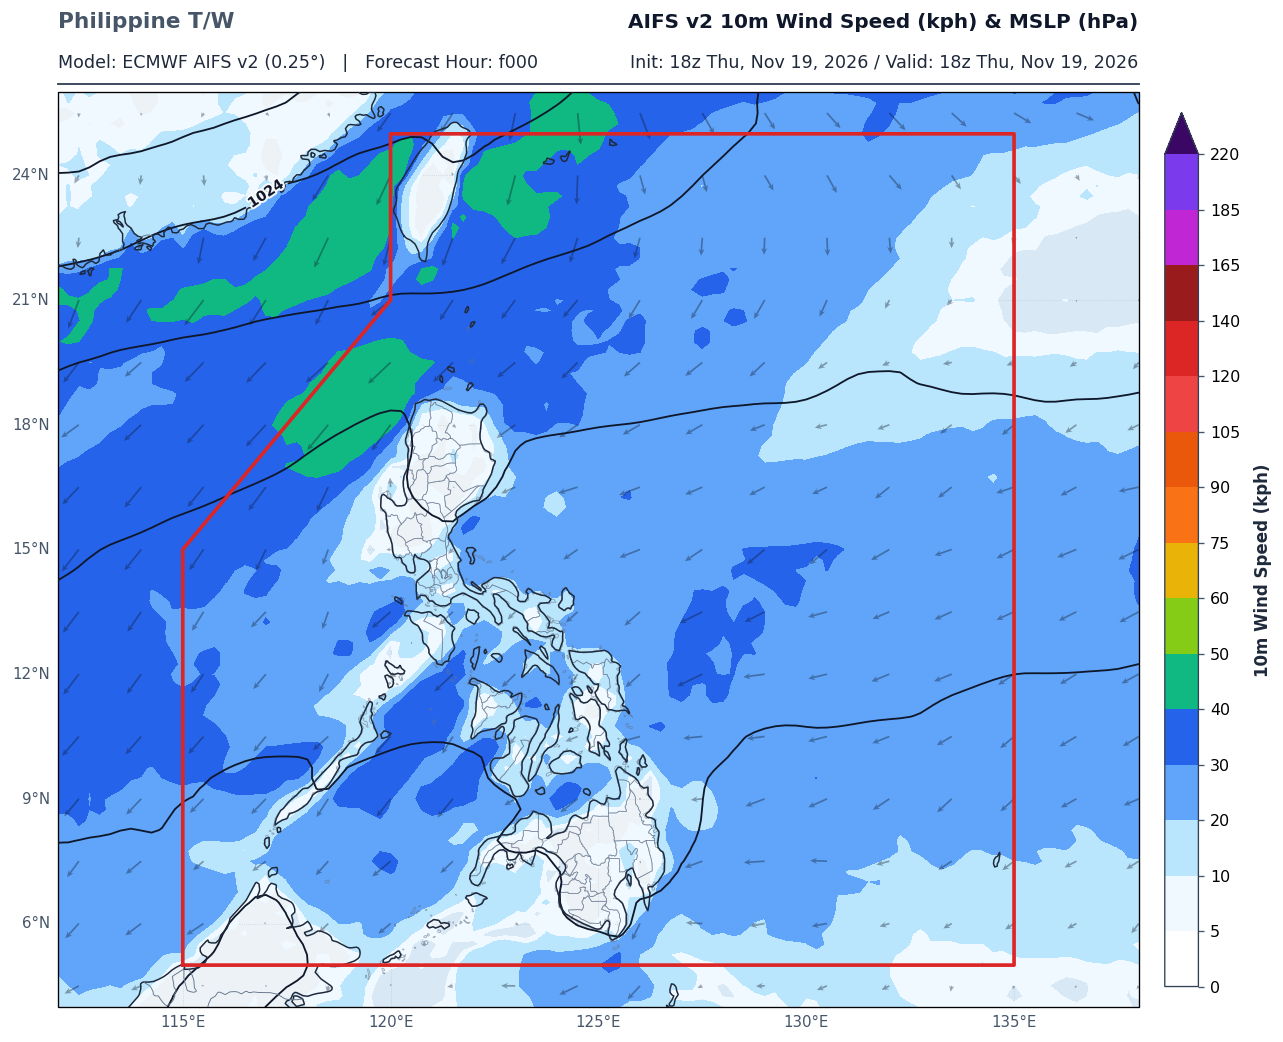 Philippine T/W
AIFS v2 10m Wind Speed (kph) & MSLP (hPa)
Model: ECMWF AIFS v2 (0.25°) | Forecast Hour: f000
Init: 18z Thu, Nov 19, 2026 / Valid: 18z Thu, Nov 19, 2026
1024
24°N
21°N
18°N
15°N
12°N
9°N
6°N
115°E
120°E
125°E
130°E
135°E
220
185
165
140
120
105
90
75
60
50
40
30
20
10
5
0
10m Wind Speed (kph)